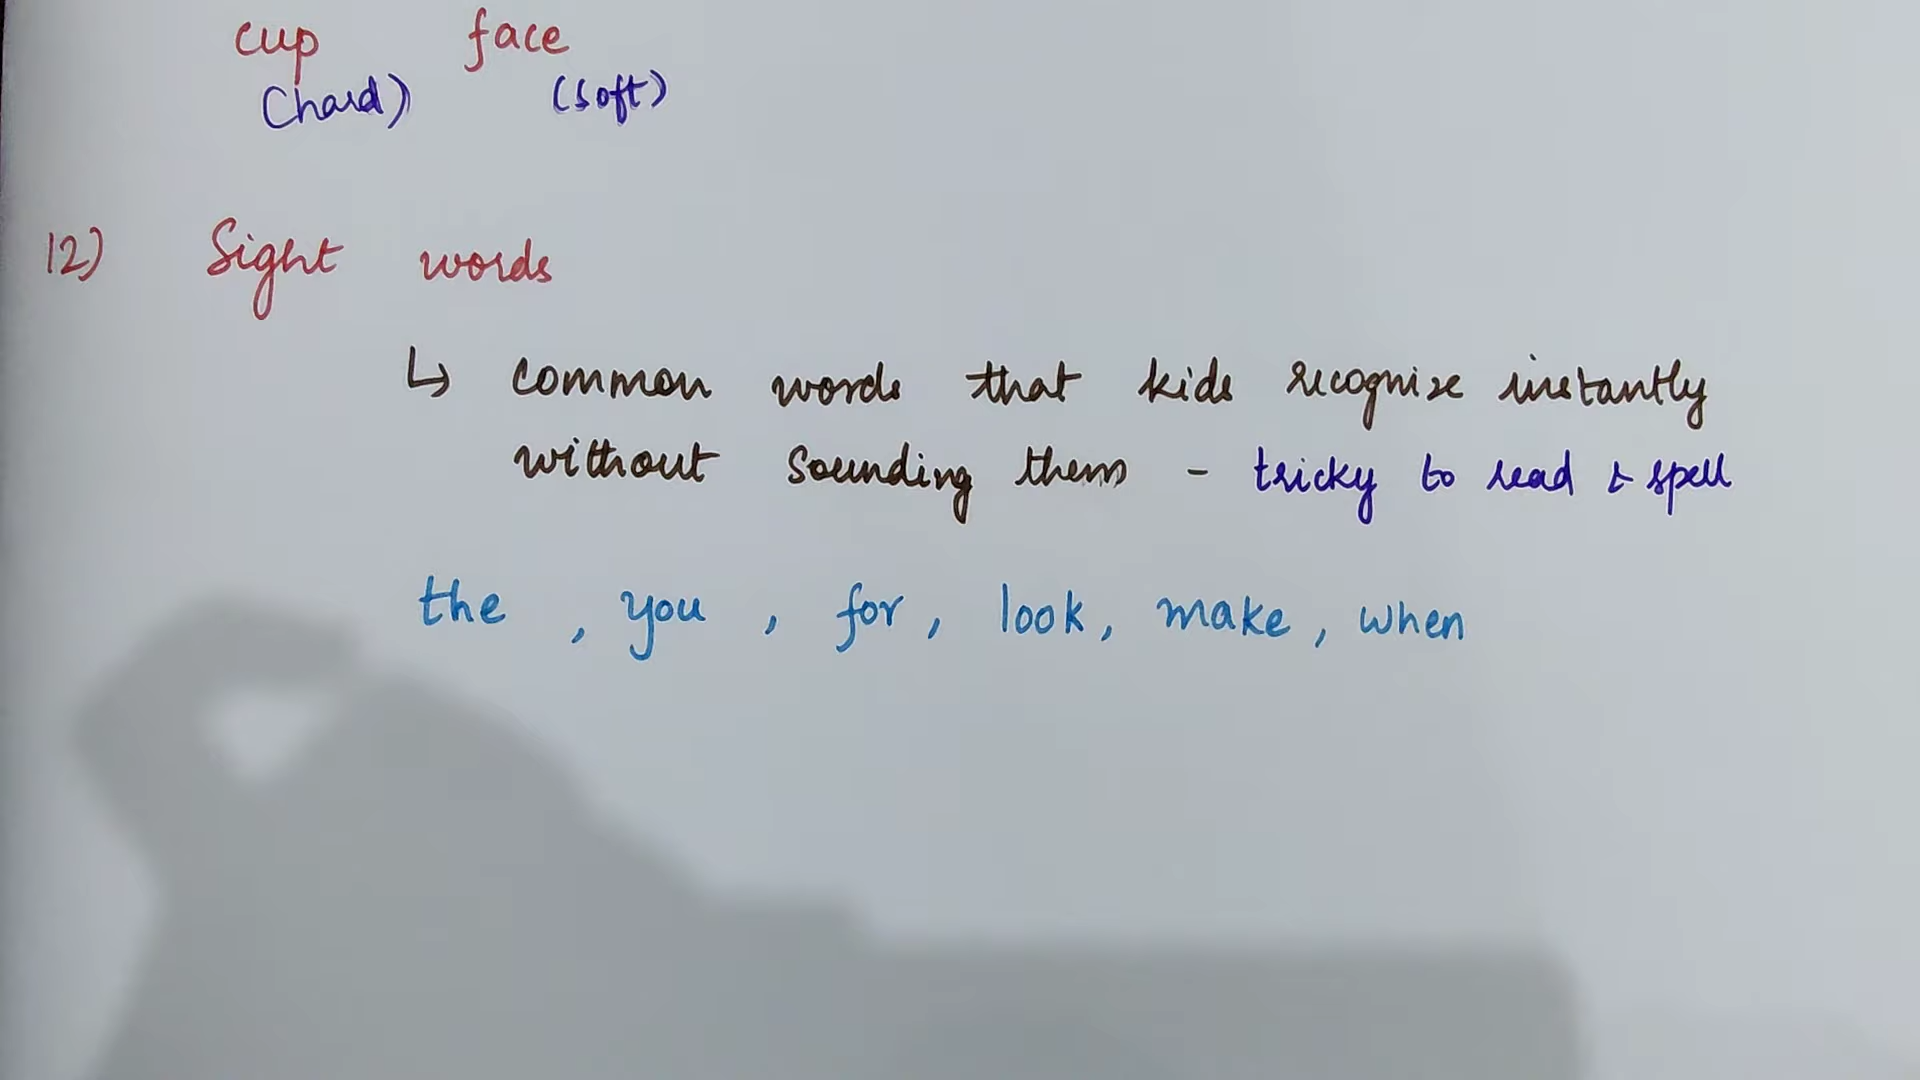 cup face
(hard) (soft)
12) Sight words
↳ common words that kids recognise instantly
without sounding them - tricky to read & spell
the , you , for , look , make , when